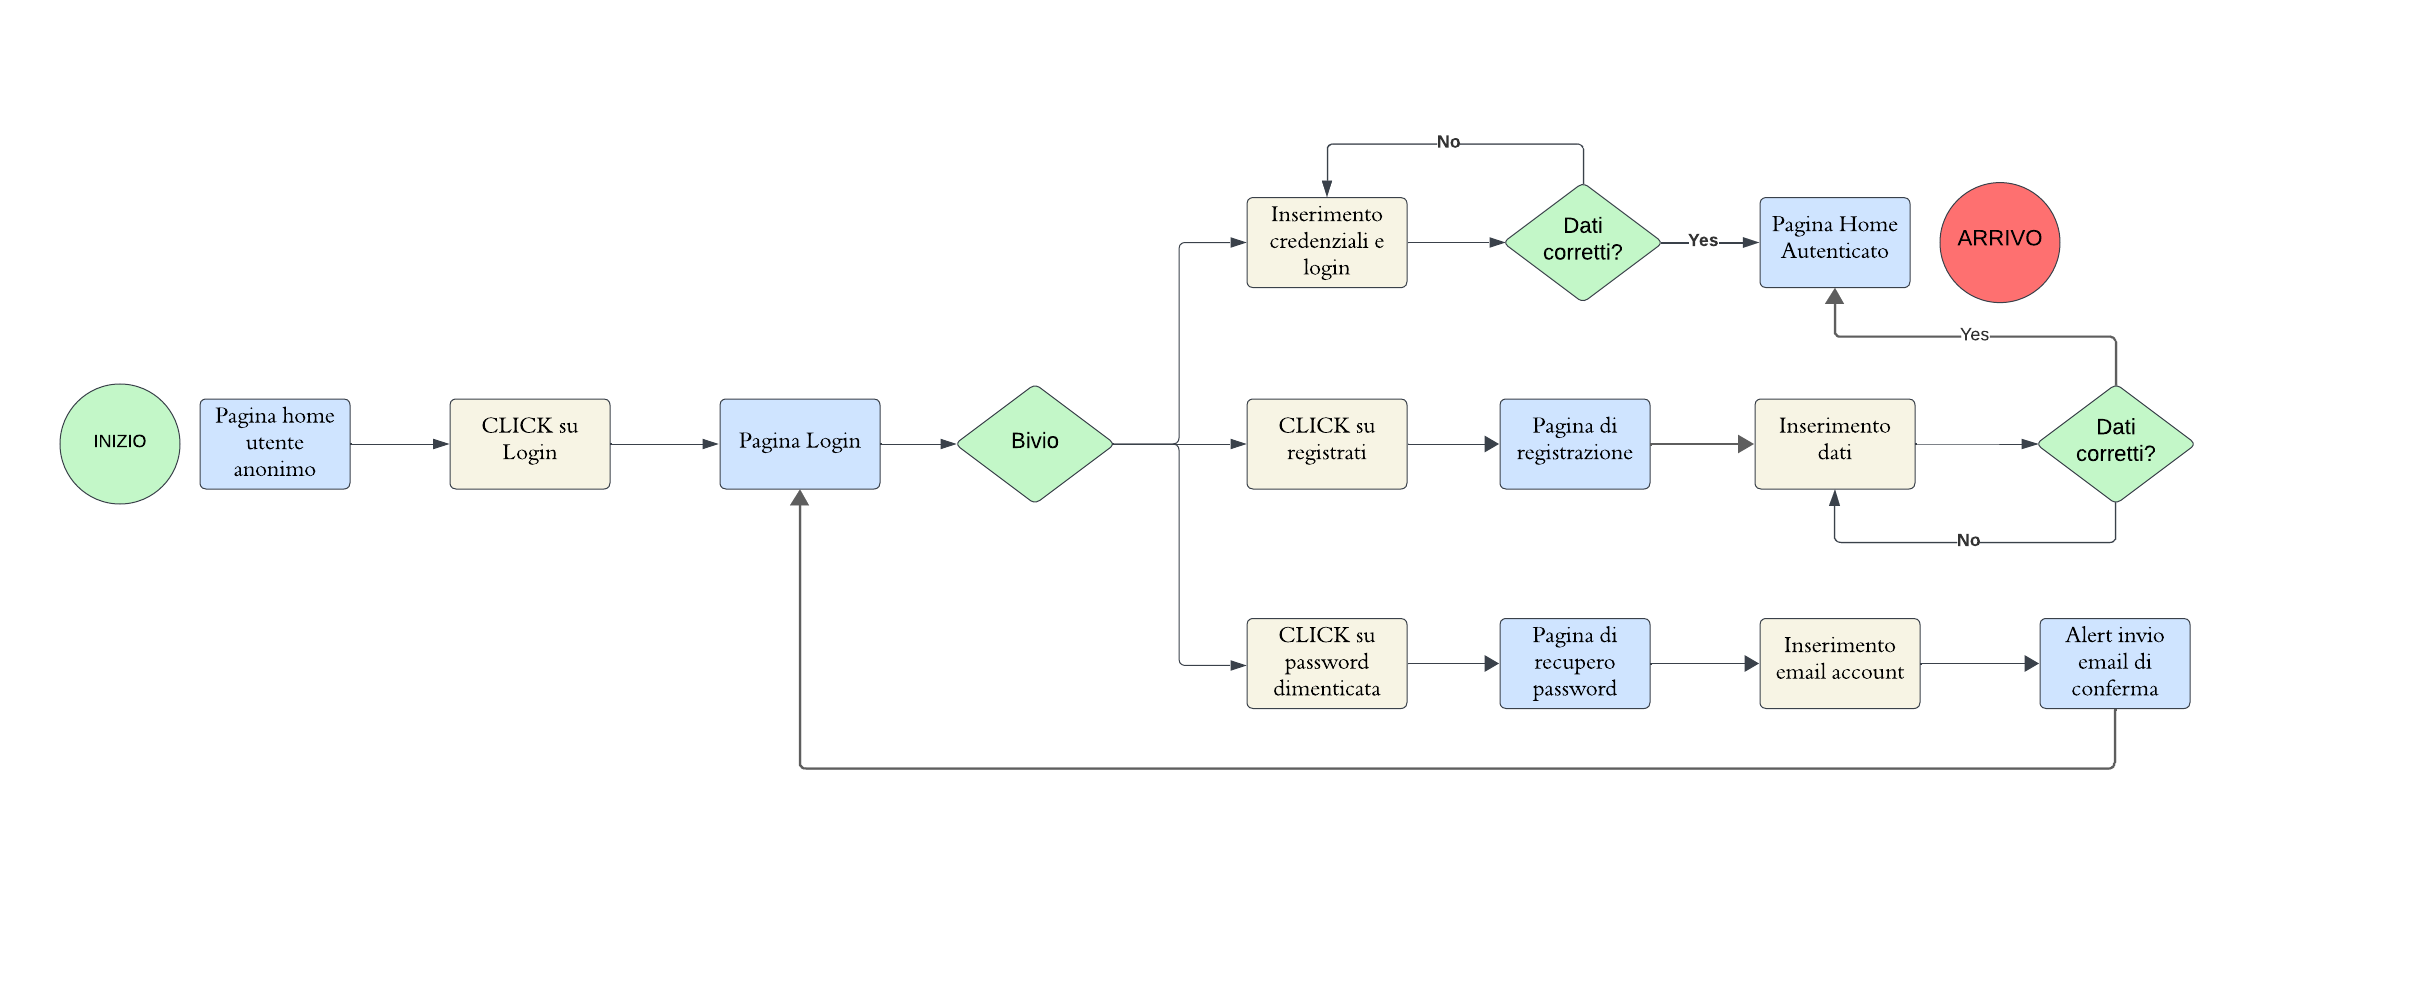 No
Inserimento
credenziali e
login
Dati
corretti?
Yes
Pagina Home
Autenticato
ARRIVO
Yes
INIZIO
Pagina home
utente
anonimo
CLICK su
Login
Pagina Login
Bivio
CLICK su
registrati
Pagina di
registrazione
Inserimento
dati
Dati
corretti?
No
CLICK su
password
dimenticata
Pagina di
recupero
password
Inserimento
email account
Alert invio
email di
conferma